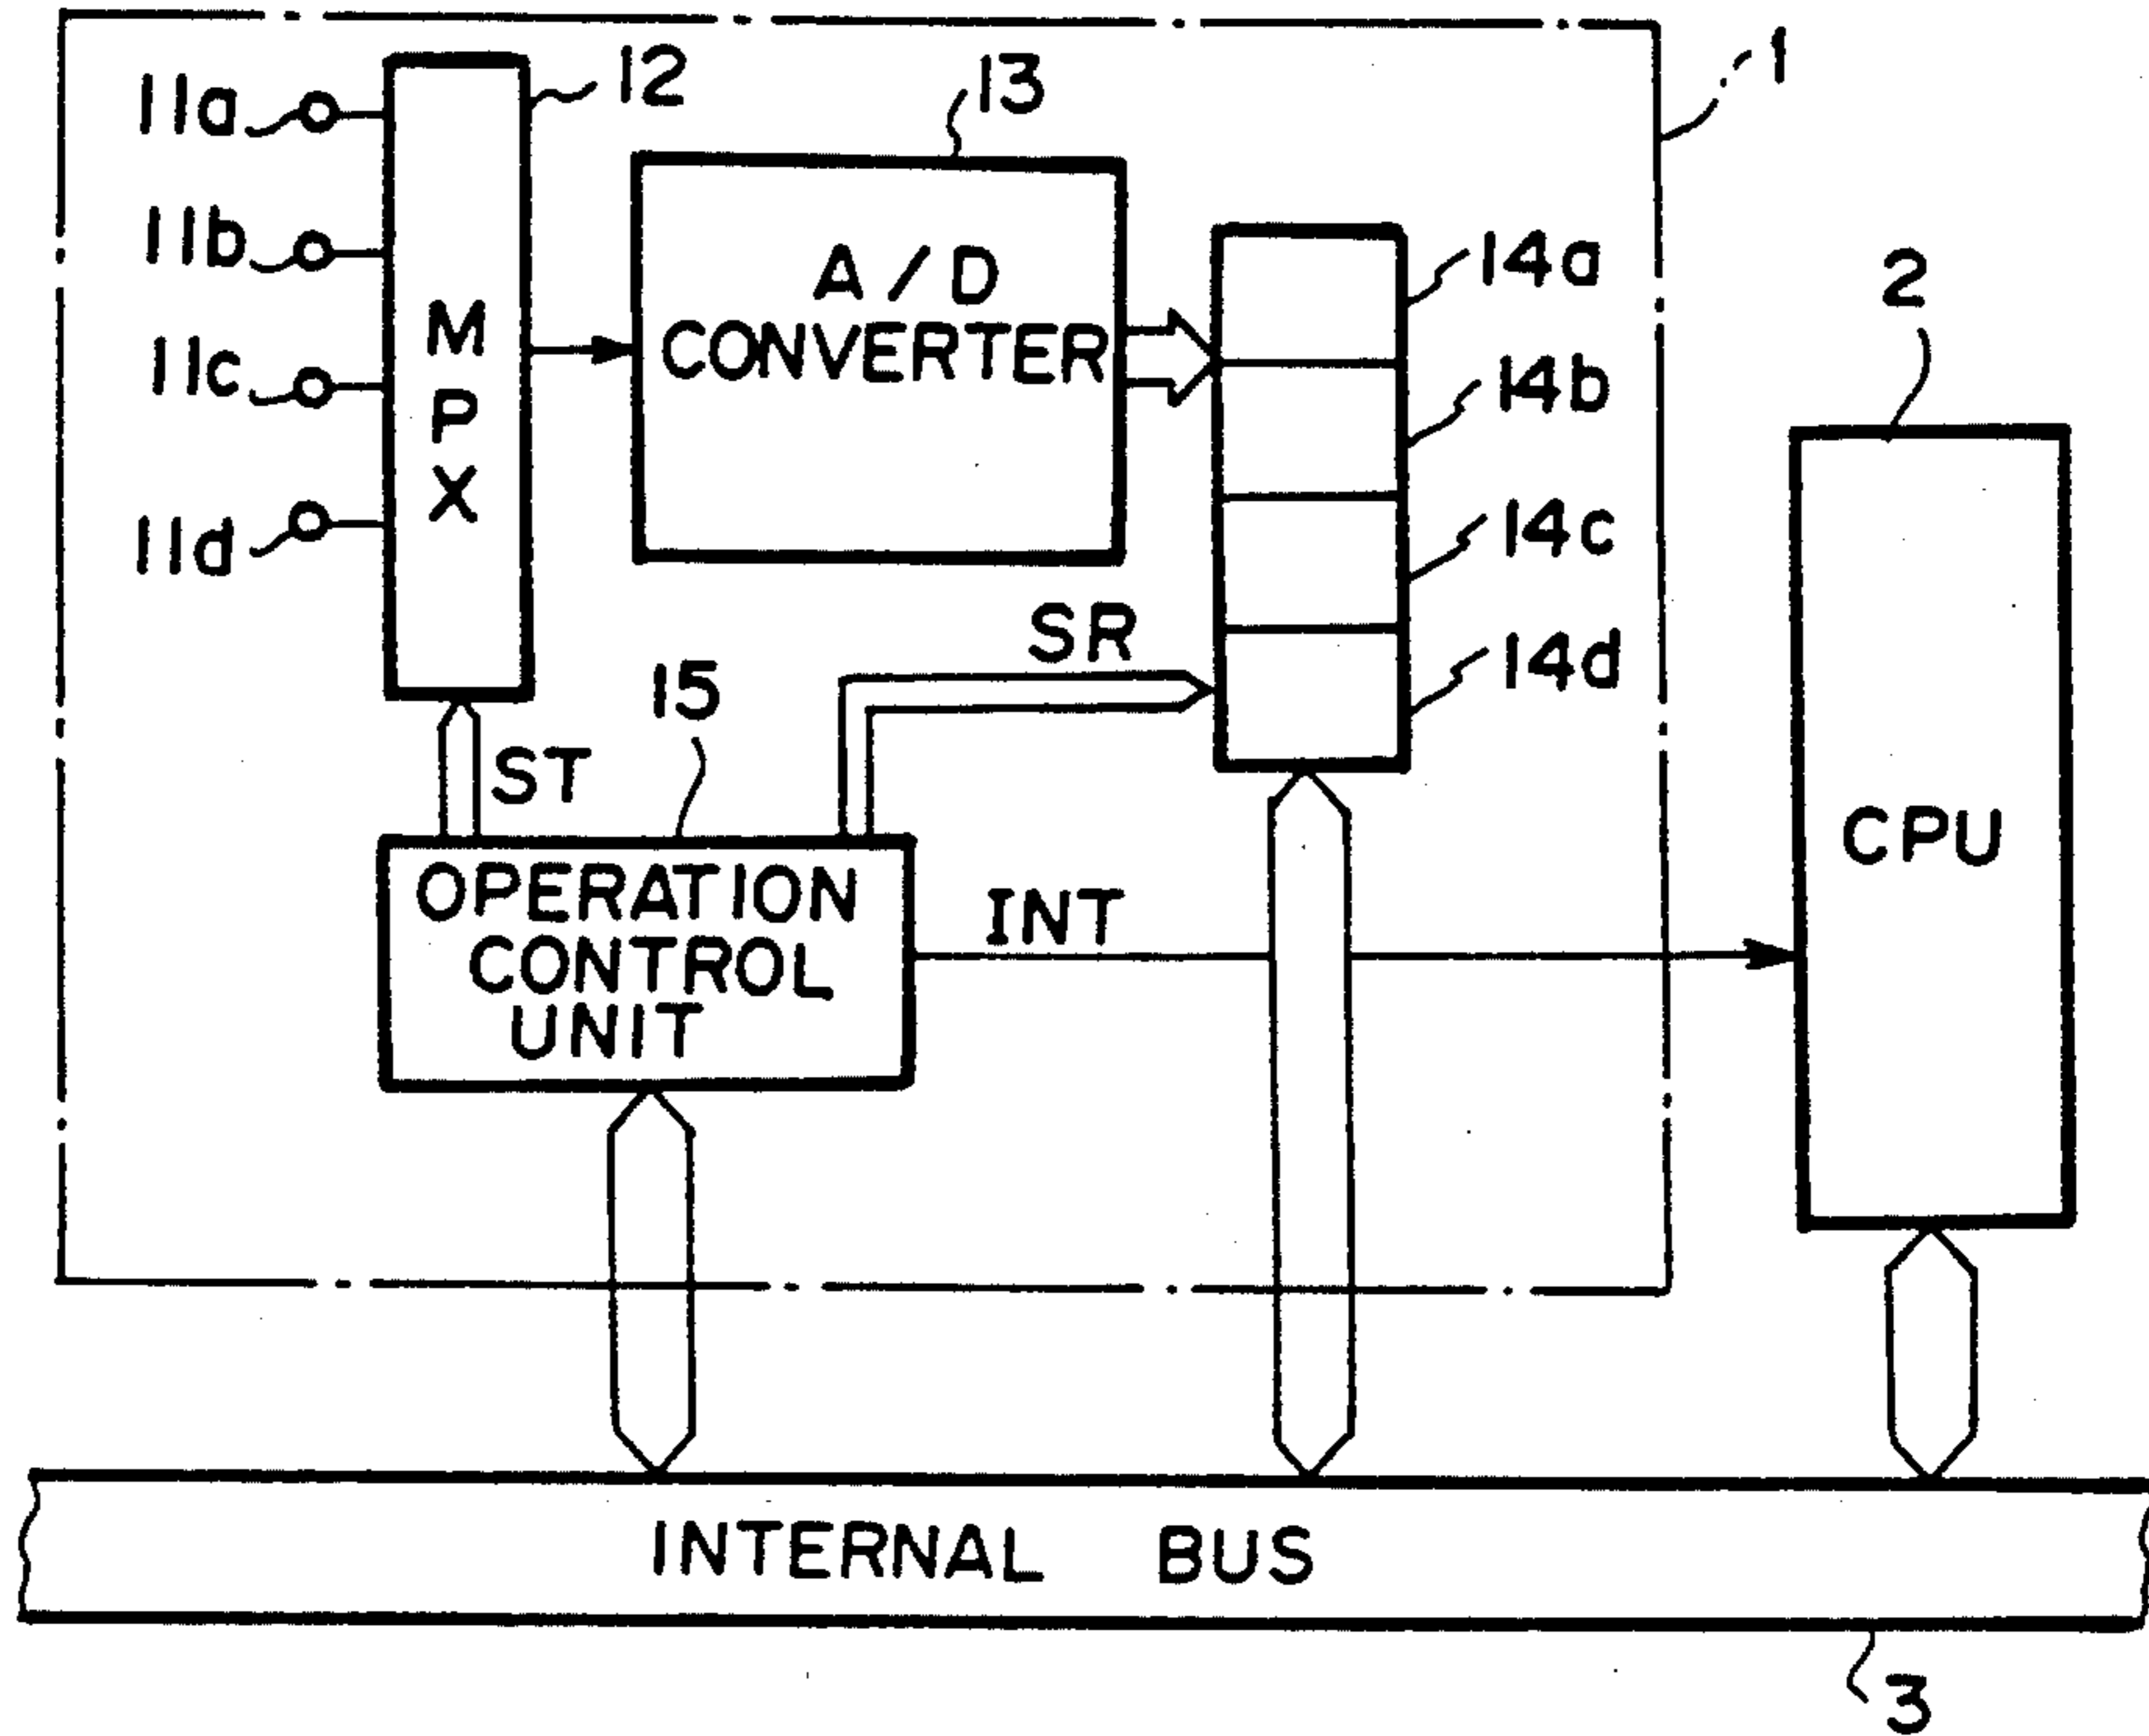 1
11a
12
13
11b
A/D
CONVERTER
14a
2
MPX
11c
14b
14c
11d
SR
14d
15
ST
CPU
OPERATION
CONTROL
UNIT
INT
INTERNAL BUS
3